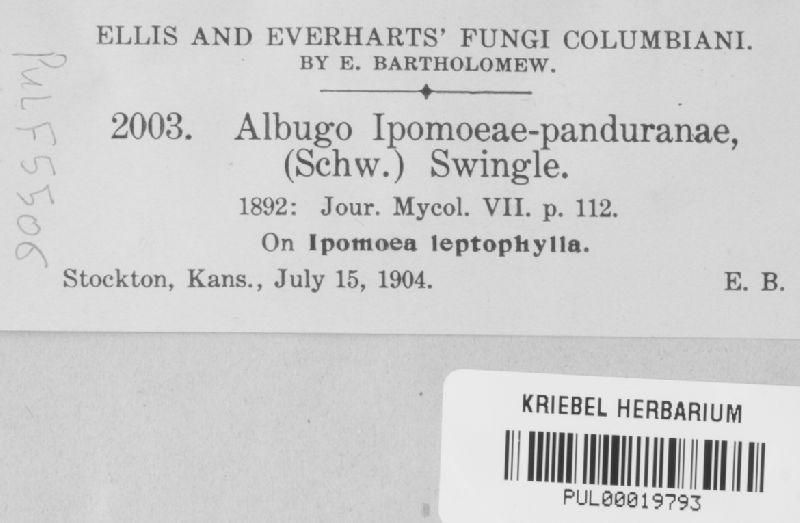 ELLIS AND EVERHARTS' FUNGI COLUMBIANI.
BY E. BARTHOLOMEW.
2003. Albugo Ipomoeae-panduranae,
(Schw.) Swingle.
1892: Jour. Mycol. VII. p. 112.
On Ipomoea leptophylla.
Stockton, Kans., July 15, 1904. E. B.
PUL F5506
KRIEBEL HERBARIUM
PUL00019793